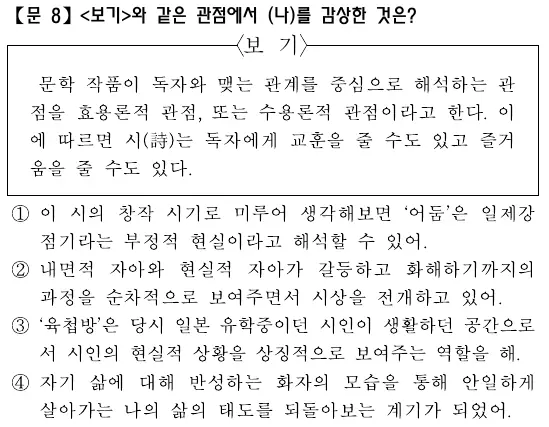 【문 8】<보기>와 같은 관점에서 (나)를 감상한 것은?
〈보 기〉
문학 작품이 독자와 맺는 관계를 중심으로 해석하는 관
점을 효용론적 관점, 또는 수용론적 관점이라고 한다. 이
에 따르면 시(詩)는 독자에게 교훈을 줄 수도 있고 즐거
움을 줄 수도 있다.
① 이 시의 창작 시기로 미루어 생각해보면 ‘어둠’은 일제강
점기라는 부정적 현실이라고 해석할 수 있어.
② 내면적 자아와 현실적 자아가 갈등하고 화해하기까지의
과정을 순차적으로 보여주면서 시상을 전개하고 있어.
③ ‘육첩방’은 당시 일본 유학중이던 시인이 생활하던 공간으로
서 시인의 현실적 상황을 상징적으로 보여주는 역할을 해.
④ 자기 삶에 대해 반성하는 화자의 모습을 통해 안일하게
살아가는 나의 삶의 태도를 되돌아보는 계기가 되었어.